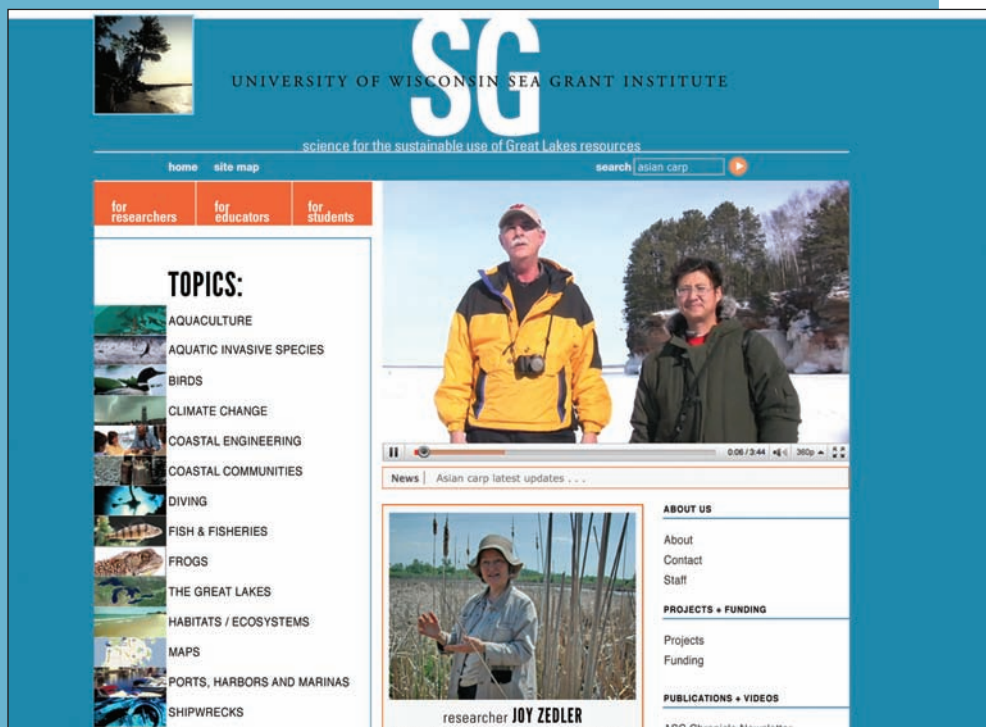 SG
UNIVERSITY OF WISCONSIN SEA GRANT INSTITUTE
science for the sustainable use of Great Lakes resources
home site map
search asian carp
for researchers
for educators
for students
TOPICS:
AQUACULTURE
AQUATIC INVASIVE SPECIES
BIRDS
CLIMATE CHANGE
COASTAL ENGINEERING
COASTAL COMMUNITIES
DIVING
FISH & FISHERIES
FROGS
THE GREAT LAKES
HABITATS / ECOSYSTEMS
MAPS
PORTS, HARBORS AND MARINAS
SHIPWRECKS
0:06 / 3:44 360p
News Asian carp latest updates . . .
researcher JOY ZEDLER
ABOUT US
About
Contact
Staff
PROJECTS + FUNDING
Projects
Funding
PUBLICATIONS + VIDEOS